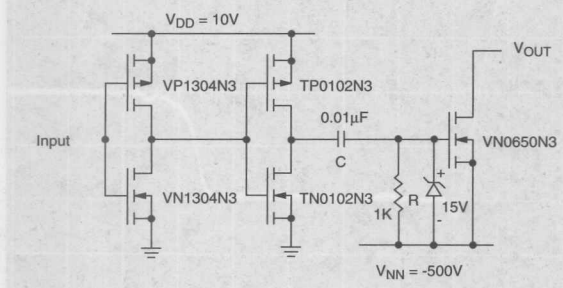 VDD = 10V
VP1304N3
TP0102N3
VOUT
0.01µF
Input
C
VN0650N3
VN1304N3
TN0102N3
R
1K
+
15V
-
VNN = -500V